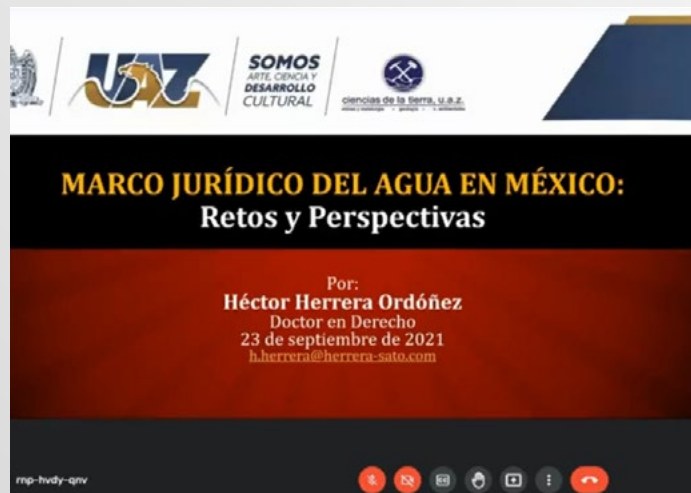 UAZ
SOMOS
ARTE, CIENCIA Y
DESARROLLO
CULTURAL
ciencias de la tierra, u.a.z.
MARCO JURÍDICO DEL AGUA EN MÉXICO:
Retos y Perspectivas
Por:
Héctor Herrera Ordóñez
Doctor en Derecho
23 de septiembre de 2021
h.herrera@herrera-sato.com
rnp-hvdy-qnv